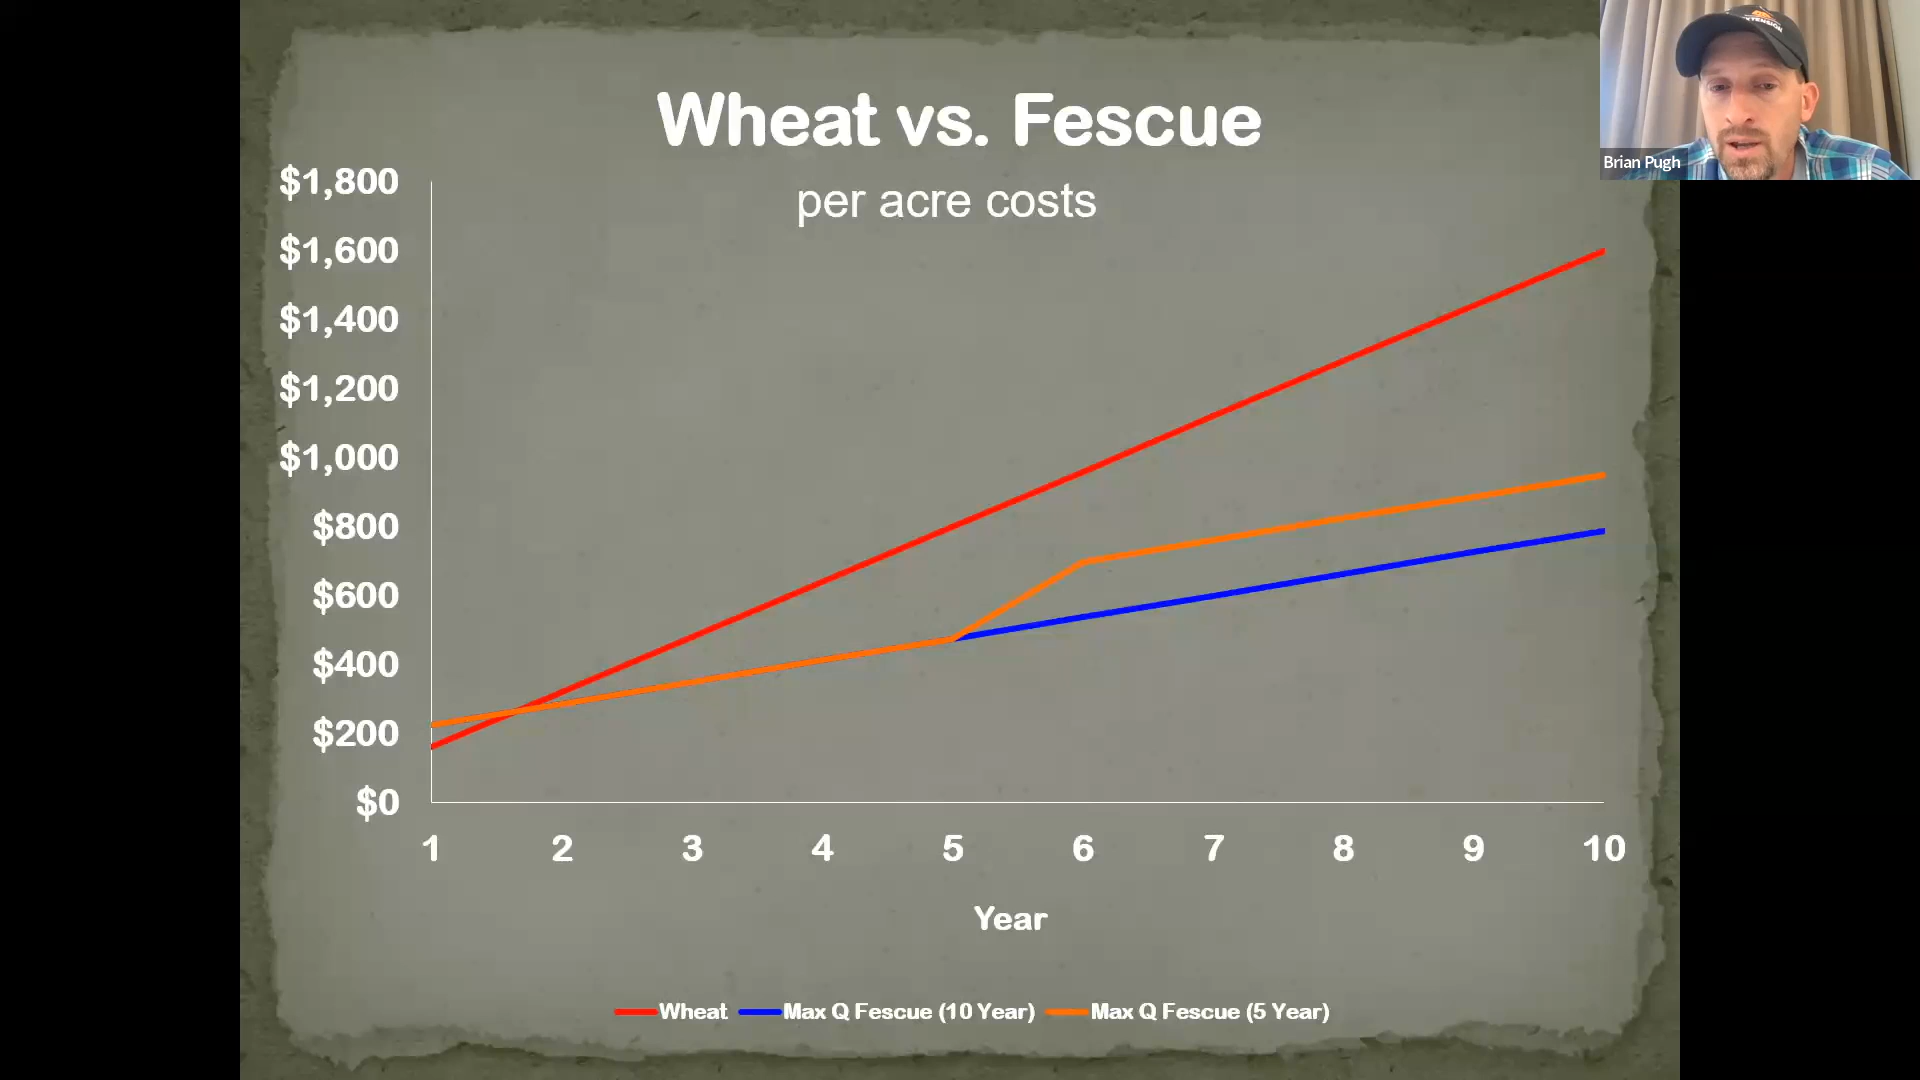 Wheat vs. Fescue
per acre costs
$1,800
$1,600
$1,400
$1,200
$1,000
$800
$600
$400
$200
$0
1 2 3 4 5 6 7 8 9 10
Year
Wheat Max Q Fescue (10 Year) Max Q Fescue (5 Year)
Brian Pugh